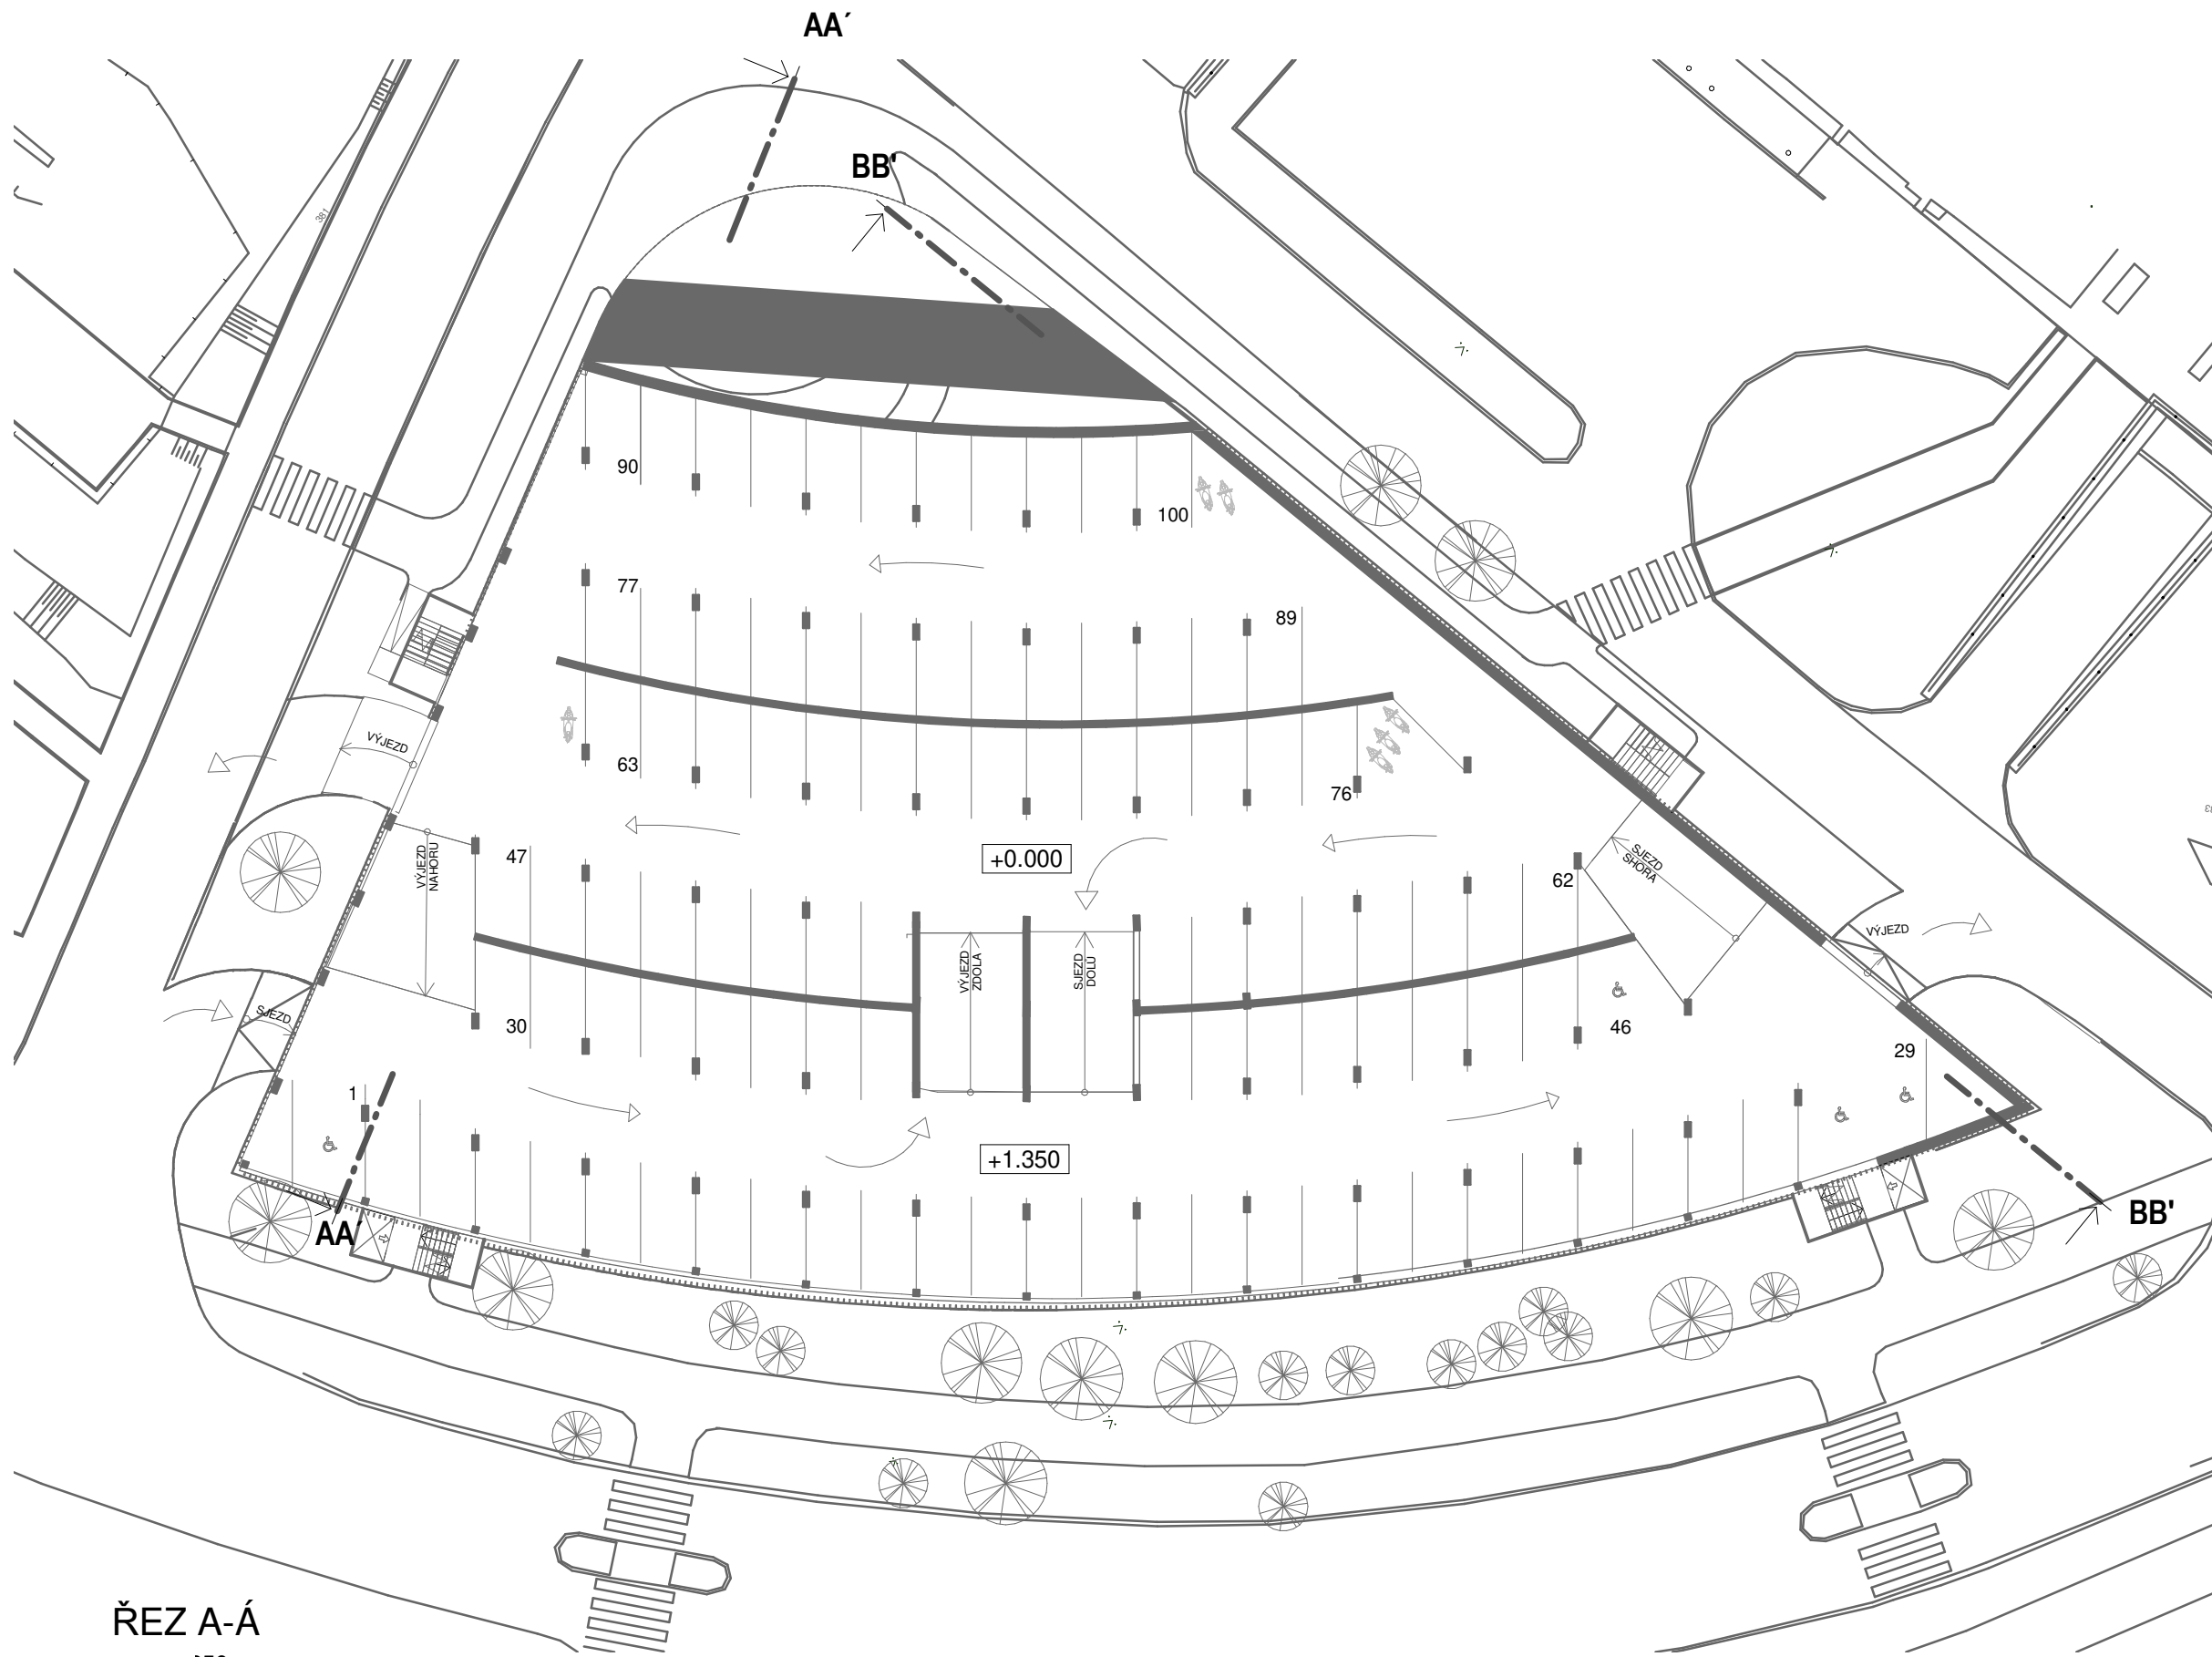 AA´
BB'
381
90
100
77
89
VÝJEZD
63
76
47
+0.000
VÝJEZD
NAHORU
SJEZD
SHORA
62
VÝJEZD
VÝJEZD
ZDOLA
SJEZD
DOLŮ
SJEZD
30
46
29
1
+1.350
AA´
BB'
ŘEZ A-Á